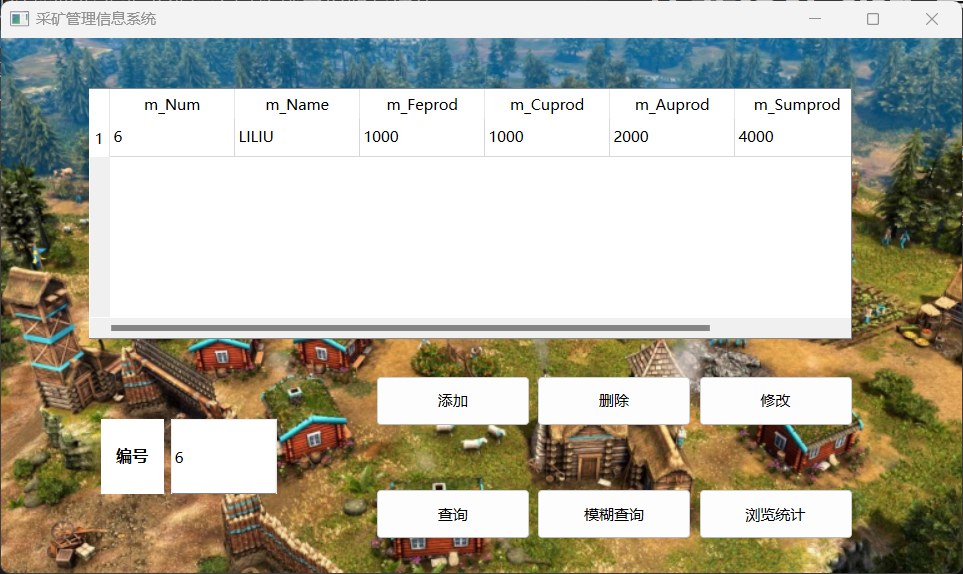 采矿管理信息系统
m_Num m_Name m_Feprod m_Cuprod m_Auprod m_Sumprod
1 6 LILIU 1000 1000 2000 4000
添加 删除 修改
编号 6
查询 模糊查询 浏览统计